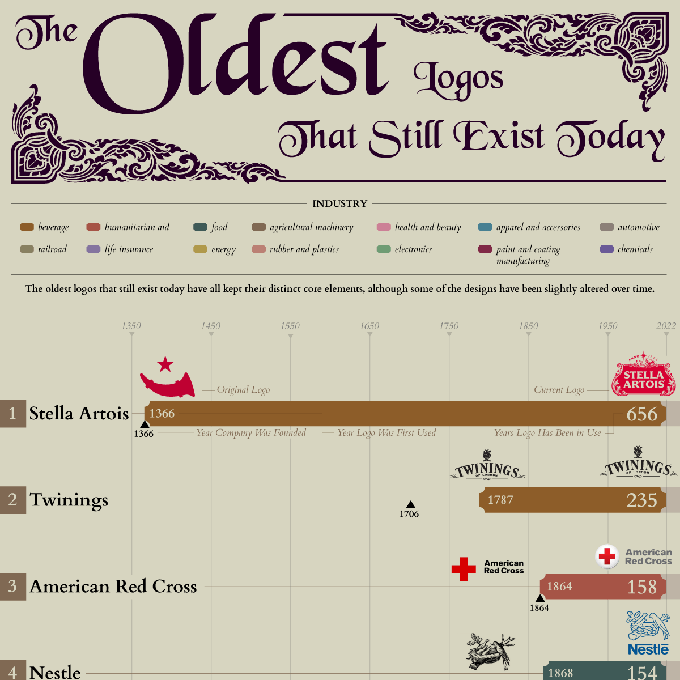 The Oldest Logos
That Still Exist Today
INDUSTRY
beverage humanitarian aid food agricultural machinery health and beauty apparel and accessories automotive
railroad life insurance energy rubber and plastics electronics paint and coating manufacturing chemicals
The oldest logos that still exist today have all kept their distinct core elements, although some of the designs have been slightly altered over time.
1350 1450 1550 1650 1750 1850 1950 2022
Original Logo Current Logo
STELLA
ARTOIS
1 Stella Artois 1366 656
1366 Year Company Was Founded Year Logo Was First Used Years Logo Has Been in Use
TWININGS TWININGS
2 Twinings 1787 235
1706
American
Red Cross
American
Red Cross
3 American Red Cross 1864 158
1864
Nestle
4 Nestle 1868 154